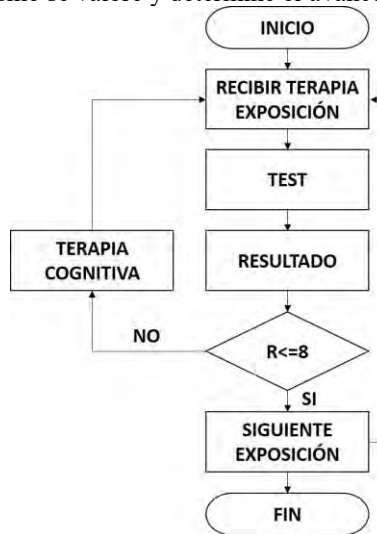 INICIO
RECIBIR TERAPIA
EXPOSICIÓN
TEST
TERAPIA
COGNITIVA
RESULTADO
NO
R<=8
SI
SIGUIENTE
EXPOSICIÓN
FIN